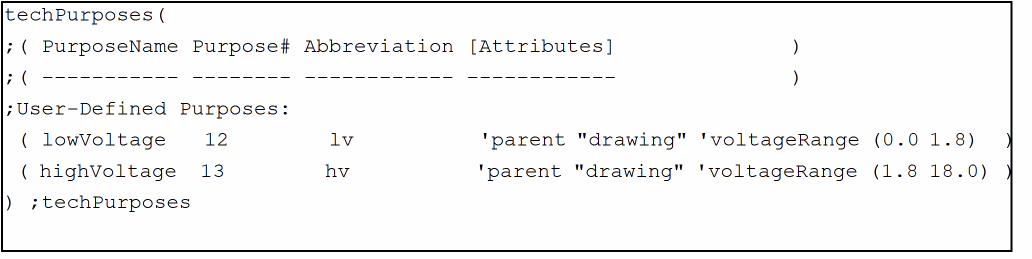 techPurposes(
;( PurposeName Purpose# Abbreviation [Attributes] )
;( ----------- -------- ------------ ------------ )
;User-Defined Purposes:
( lowVoltage 12 lv 'parent "drawing" 'voltageRange (0.0 1.8) )
( highVoltage 13 hv 'parent "drawing" 'voltageRange (1.8 18.0) )
) ;techPurposes